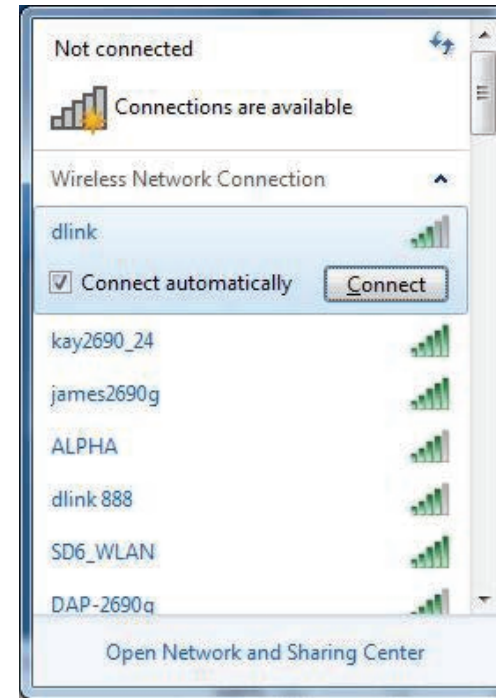 Not connected
Connections are available
Wireless Network Connection
dlink
Connect automatically
Connect
kay2690_24
james2690g
ALPHA
dlink 888
SD6_WLAN
DAP-2690g
Open Network and Sharing Center